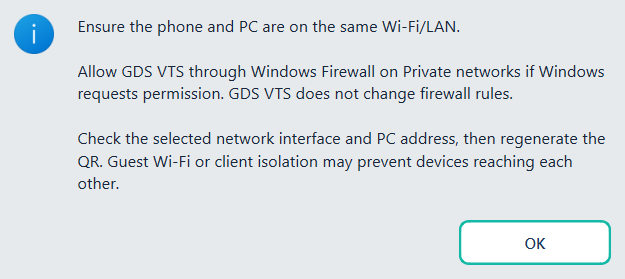 Ensure the phone and PC are on the same Wi-Fi/LAN.
Allow GDS VTS through Windows Firewall on Private networks if Windows
requests permission. GDS VTS does not change firewall rules.
Check the selected network interface and PC address, then regenerate the
QR. Guest Wi-Fi or client isolation may prevent devices reaching each
other.
OK